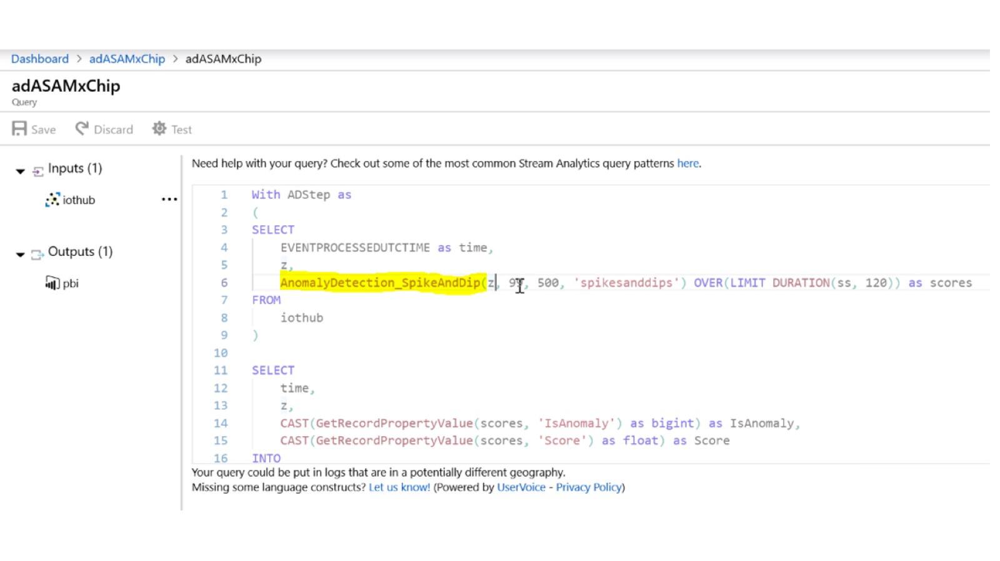 Dashboard > adASAMxChip > adASAMxChip
adASAMxChip
Query
Save Discard Test
Inputs (1)
iothub ...
Outputs (1)
pbi
Need help with your query? Check out some of the most common Stream Analytics query patterns here.
1 With ADStep as
2 (
3 SELECT
4 EVENTPROCESSEDUTCTIME as time,
5 z,
6 AnomalyDetection_SpikeAndDip(z, 99, 500, 'spikesanddips') OVER(LIMIT DURATION(ss, 120)) as scores
7 FROM
8 iothub
9 )
10
11 SELECT
12 time,
13 z,
14 CAST(GetRecordPropertyValue(scores, 'IsAnomaly') as bigint) as IsAnomaly,
15 CAST(GetRecordPropertyValue(scores, 'Score') as float) as Score
16 INTO
Your query could be put in logs that are in a potentially different geography.
Missing some language constructs? Let us know! (Powered by UserVoice - Privacy Policy)